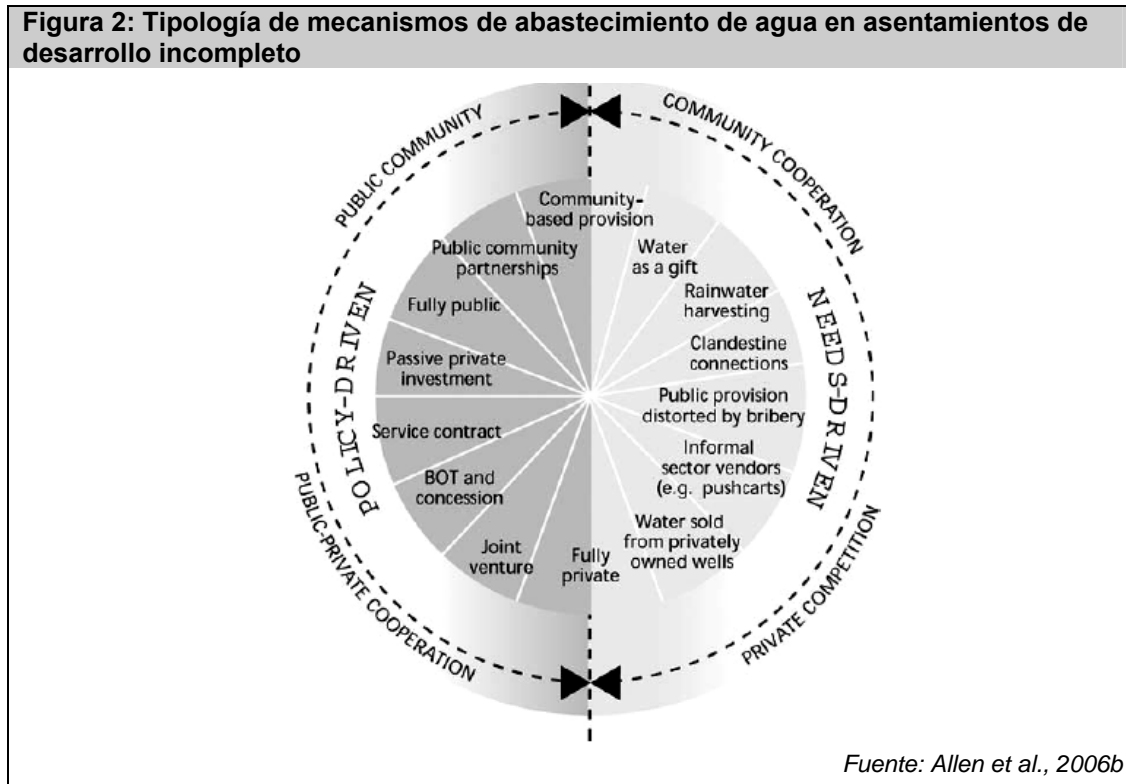 Figura 2: Tipología de mecanismos de abastecimiento de agua en asentamientos de
desarrollo incompleto
PUBLIC COMMUNITY
COMMUNITY COOPERATION
POLICY-DRIVEN
NEEDS-DRIVEN
PUBLIC-PRIVATE COOPERATION
PRIVATE COMPETITION
Community-
based provision
Public community
partnerships
Fully public
Passive private
investment
Service contract
BOT and
concession
Joint
venture
Fully
private
Water
as a gift
Rainwater
harvesting
Clandestine
connections
Public provision
distorted by bribery
Informal
sector vendors
(e.g. pushcarts)
Water sold
from privately
owned wells
Fuente: Allen et al., 2006b